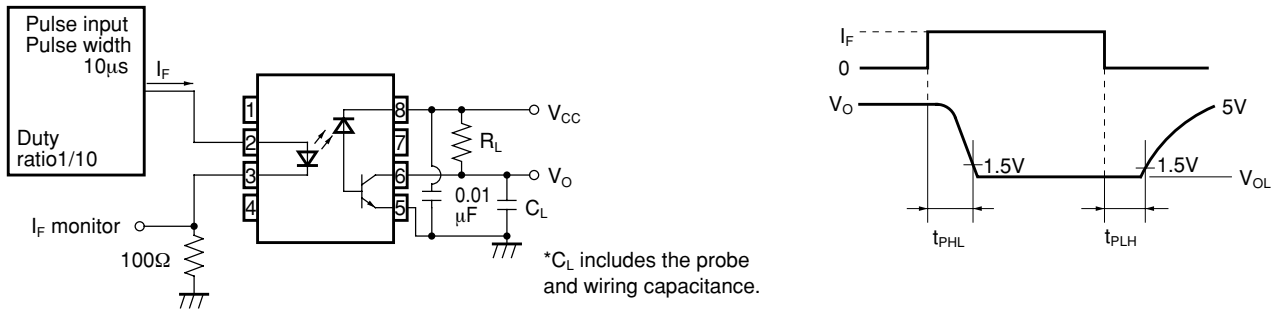 Pulse input
Pulse width
10μs
I_F
Duty
ratio1/10
I_F monitor
100Ω
1
2
3
4
8
7
6
5
V_CC
R_L
V_O
0.01
μF
C_L
*C_L includes the probe
and wiring capacitance.
I_F
0
V_O
5V
1.5V
1.5V
V_OL
t_PHL
t_PLH